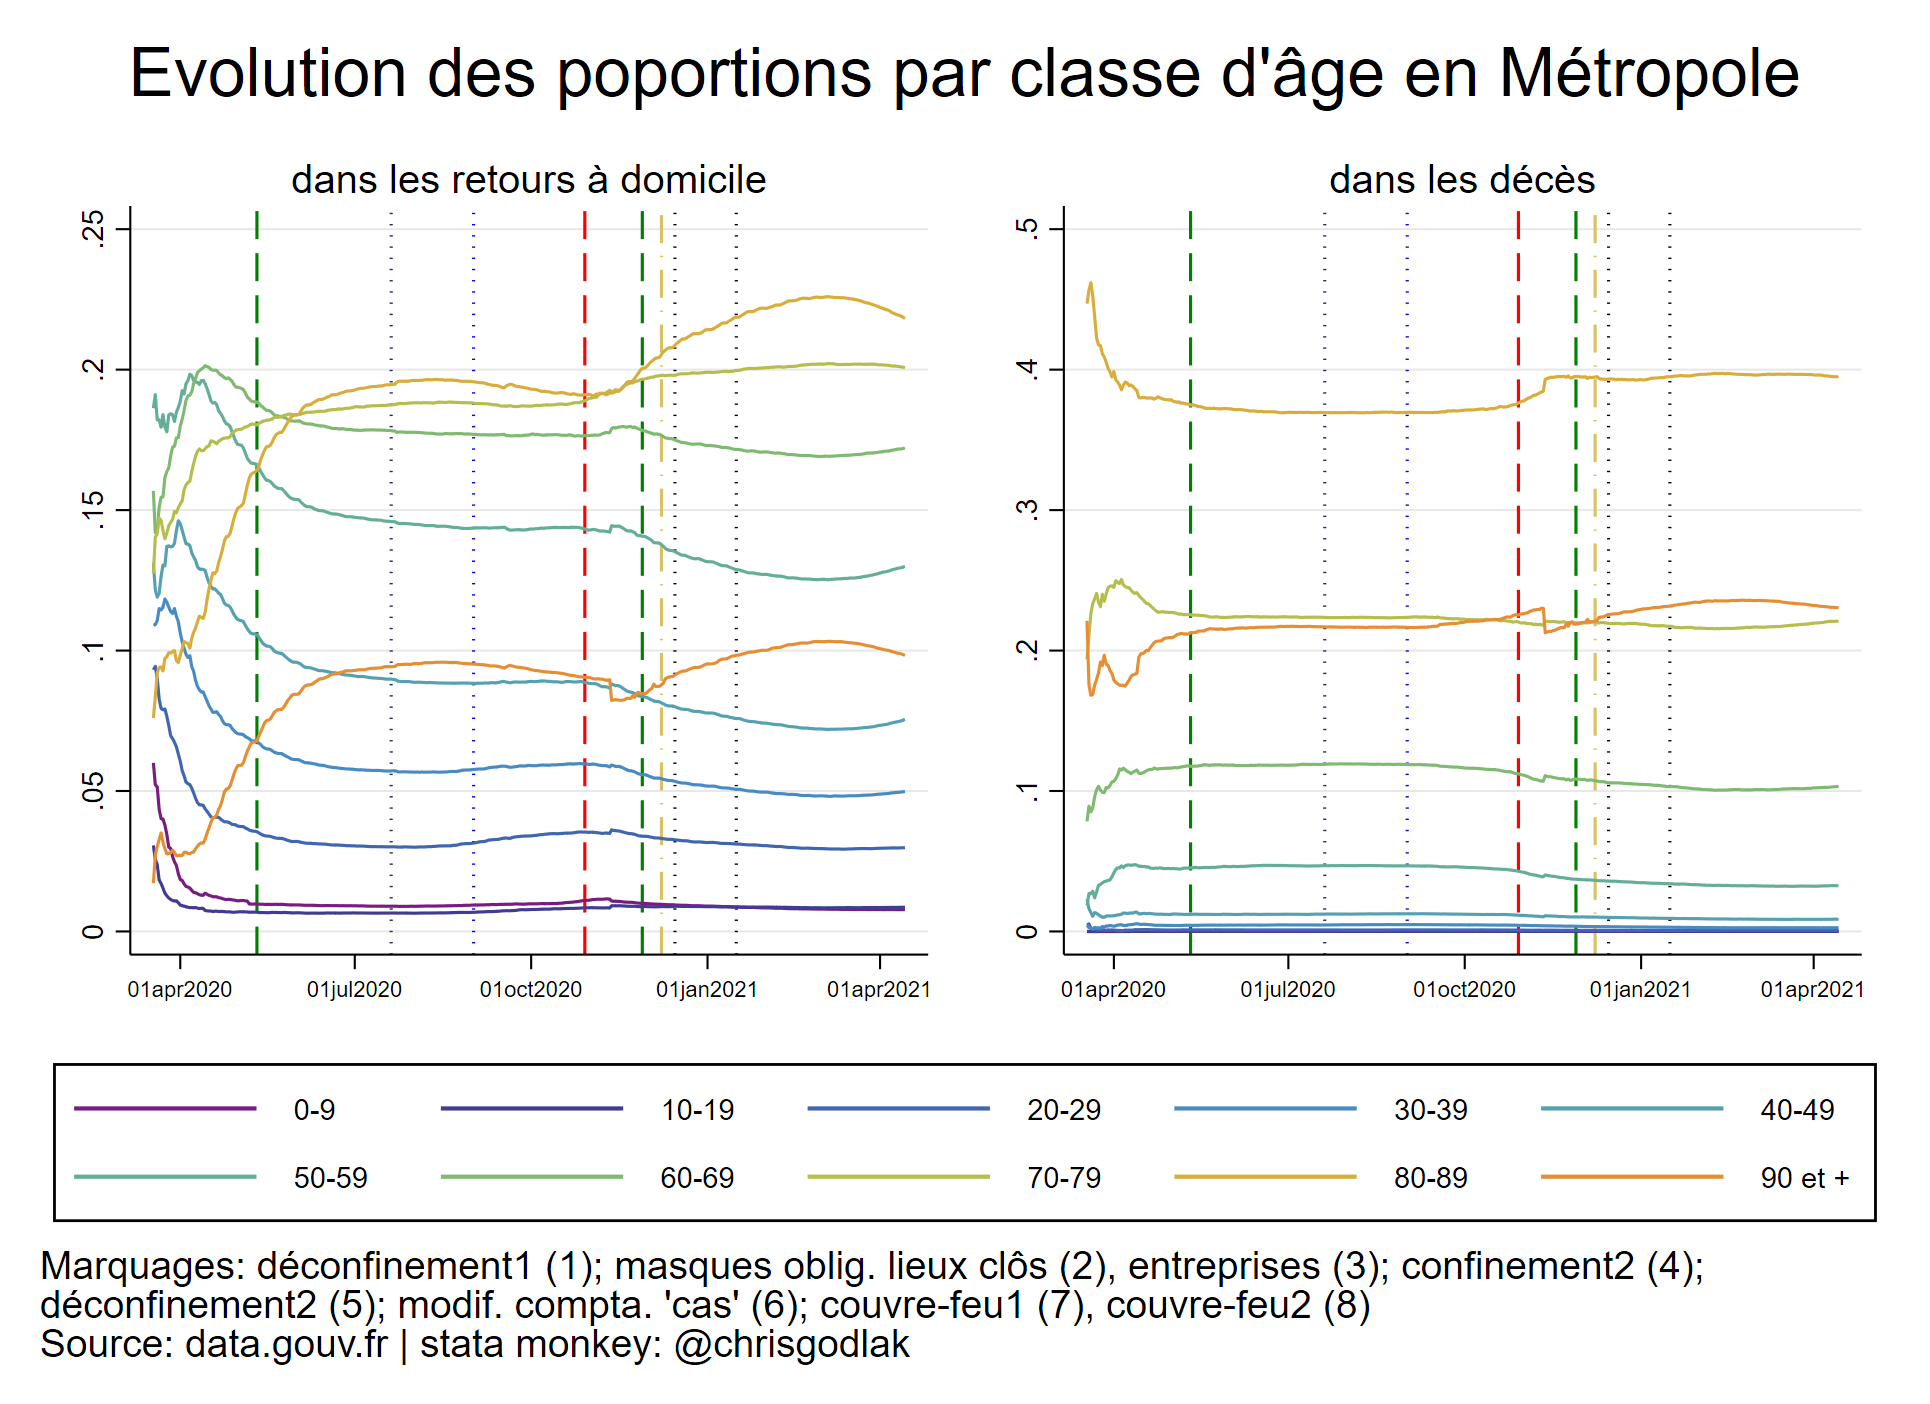 Evolution des poportions par classe d'âge en Métropole
dans les retours à domicile
.25
.2
.15
.1
.05
0
01apr2020 01jul2020 01oct2020 01jan2021 01apr2021
dans les décès
.5
.4
.3
.2
.1
0
01apr2020 01jul2020 01oct2020 01jan2021 01apr2021
0-9 10-19 20-29 30-39 40-49
50-59 60-69 70-79 80-89 90 et +
Marquages: déconfinement1 (1); masques oblig. lieux clôs (2), entreprises (3); confinement2 (4);
déconfinement2 (5); modif. compta. 'cas' (6); couvre-feu1 (7), couvre-feu2 (8)
Source: data.gouv.fr | stata monkey: @chrisgodlak